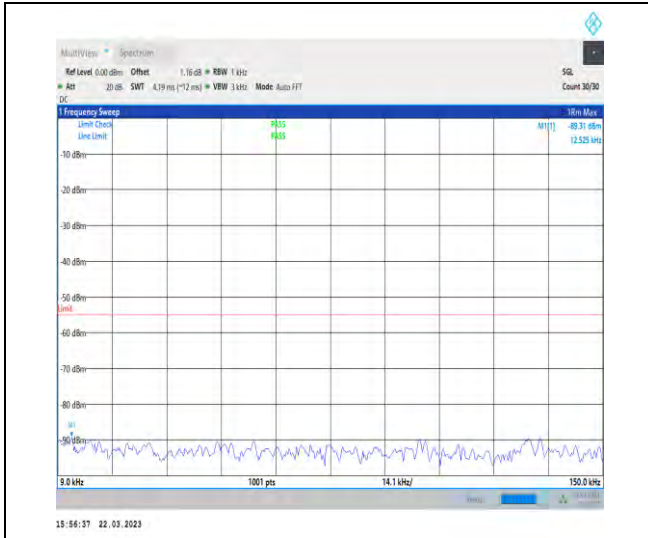 MultiView Spectrum
Ref Level 0.00 dBm Offset 1.16 dB RBW 1 kHz SGL
Att 20 dB SWT 4.19 ms (~12 ms) VBW 3 kHz Mode Auto FFT Count 30/30
DC
1 Frequency Sweep 1Rm Max
Limit Check PASS M1[1] -89.31 dBm
Line Limit PASS 12.525 kHz
-10 dBm
-20 dBm
-30 dBm
-40 dBm
-50 dBm
Limit
-60 dBm
-70 dBm
-80 dBm
M1
-90 dBm
9.0 kHz 1001 pts 14.1 kHz/ 150.0 kHz
15:56:37 22.03.2023